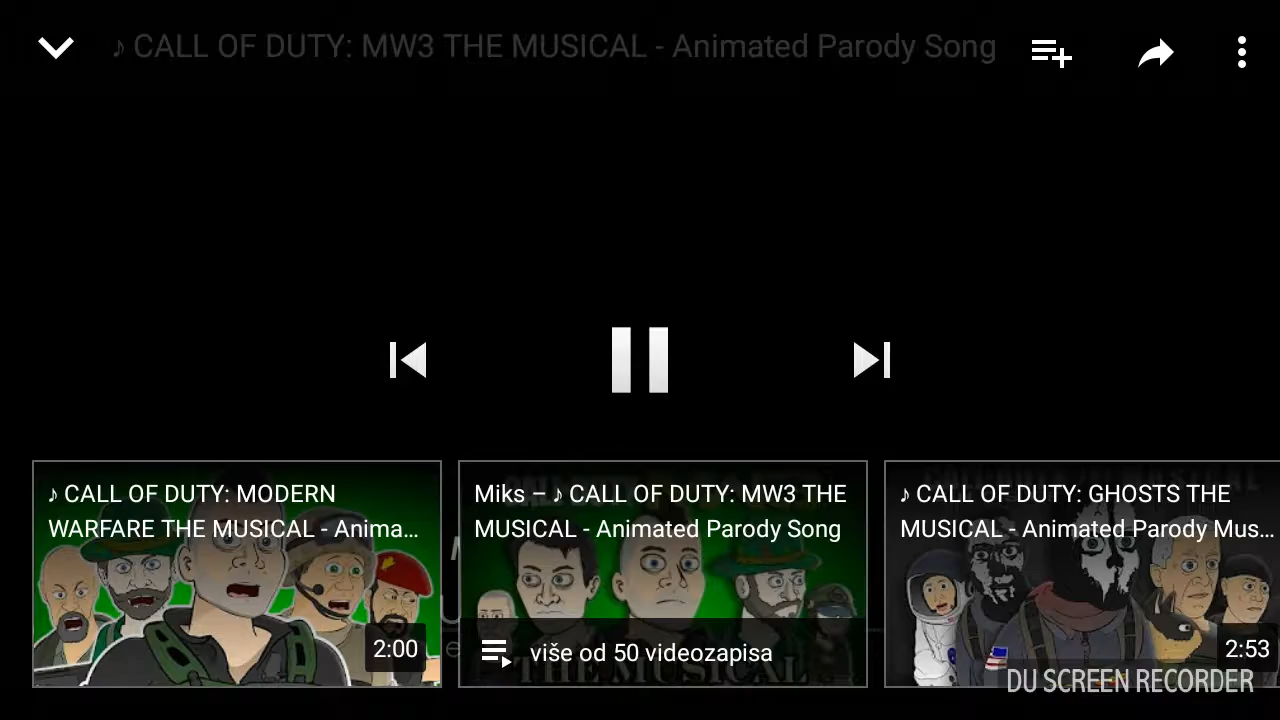 ♪ CALL OF DUTY: MW3 THE MUSICAL - Animated Parody Song
♪ CALL OF DUTY: MODERN
WARFARE THE MUSICAL - Anima...
2:00
Miks – ♪ CALL OF DUTY: MW3 THE
MUSICAL - Animated Parody Song
više od 50 videozapisa
THE MUSICAL
♪ CALL OF DUTY: GHOSTS THE
MUSICAL - Animated Parody Mus...
2:53
DU SCREEN RECORDER